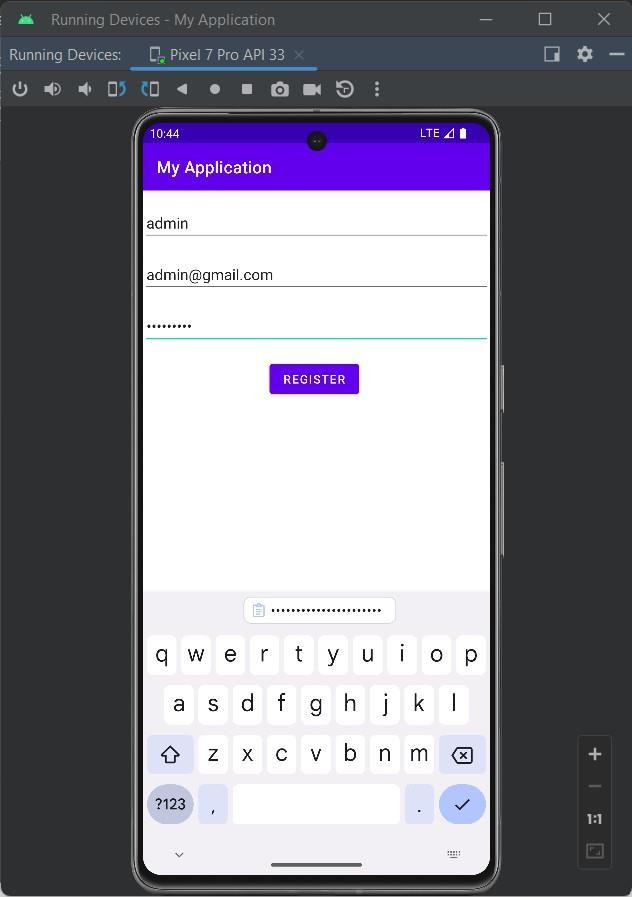 Running Devices - My Application
Running Devices: Pixel 7 Pro API 33
10:44 LTE
My Application
admin
admin@gmail.com
•••••••••
REGISTER
••••••••••••••••••••••
q w e r t y u i o p
a s d f g h j k l
z x c v b n m
?123 , .
1:1